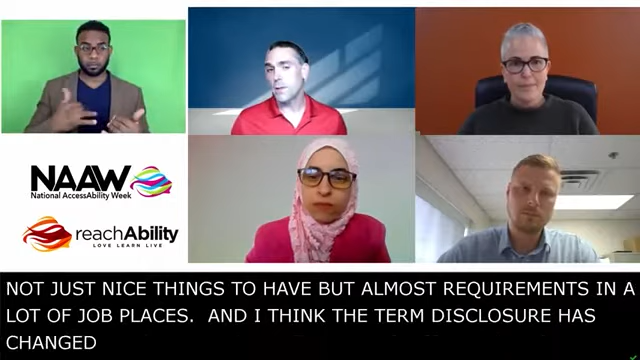 NAAW
National AccessAbility Week
reachAbility
LOVE LEARN LIVE
NOT JUST NICE THINGS TO HAVE BUT ALMOST REQUIREMENTS IN A
LOT OF JOB PLACES.  AND I THINK THE TERM DISCLOSURE HAS
CHANGED